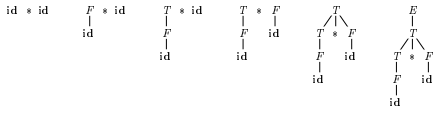 id * id F * id T * id T * F T E
id F F id T * F T
id id F id T * F
id F id
id